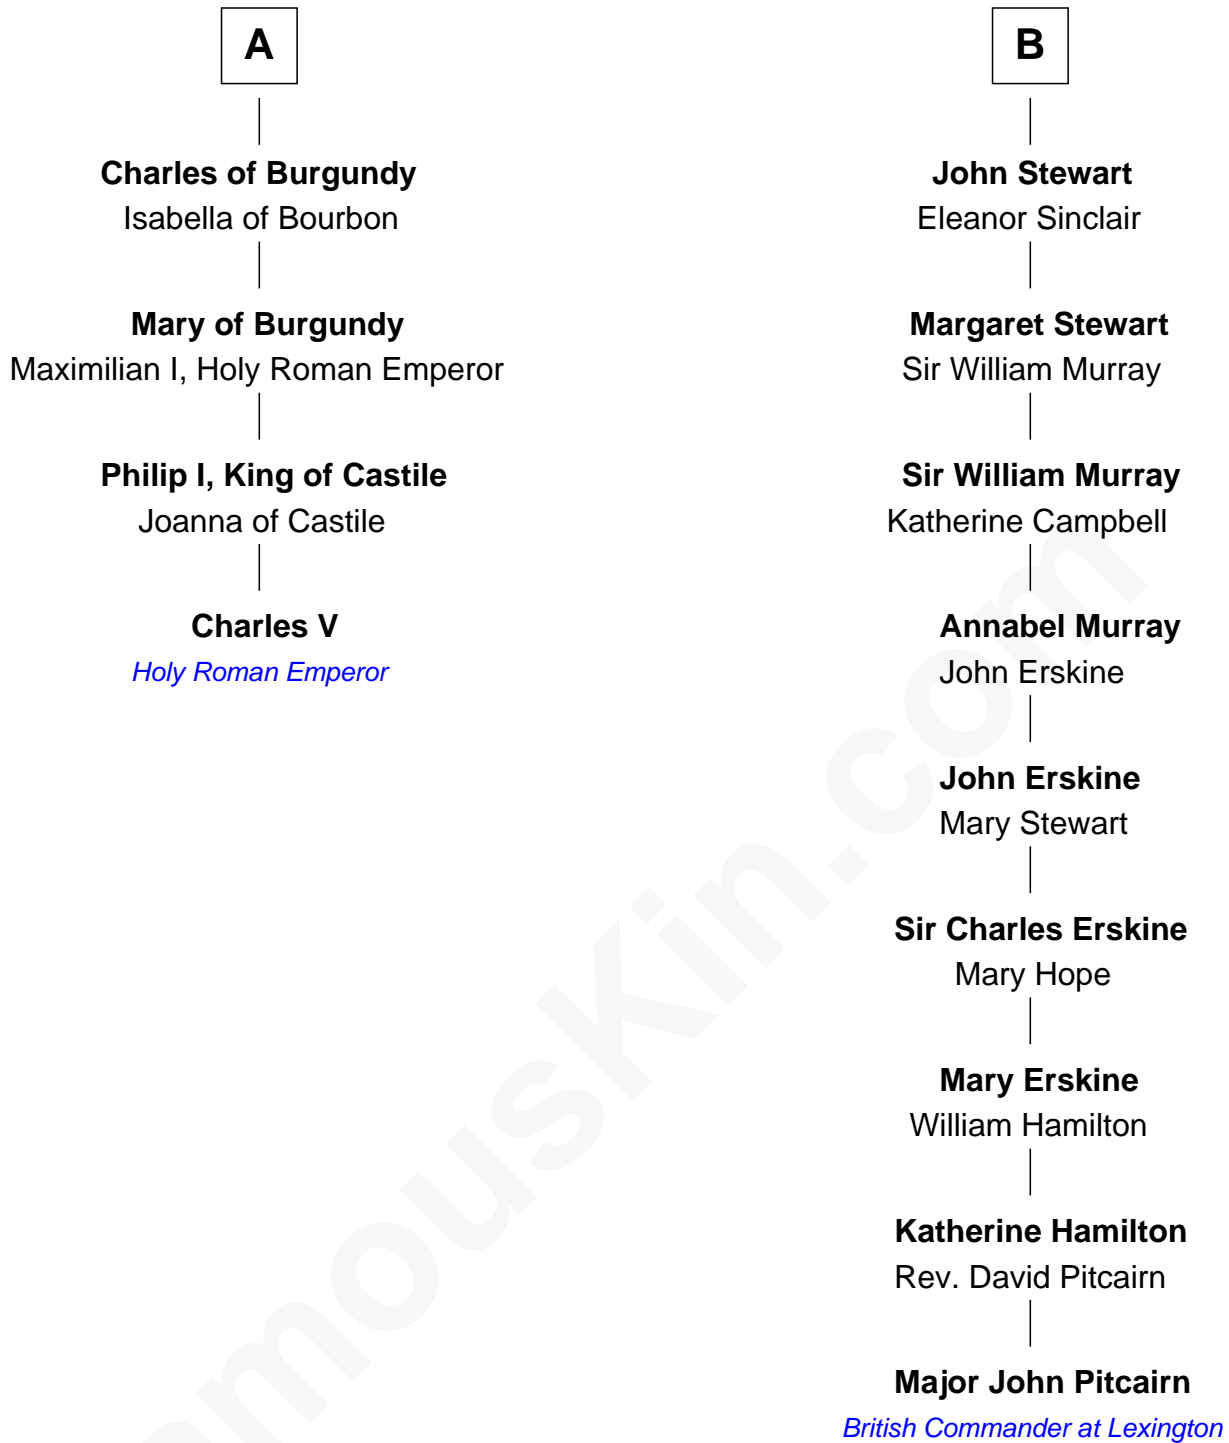 A
Charles of Burgundy
Isabella of Bourbon
Mary of Burgundy
Maximilian I, Holy Roman Emperor
Philip I, King of Castile
Joanna of Castile
Charles V
Holy Roman Emperor
B
John Stewart
Eleanor Sinclair
Margaret Stewart
Sir William Murray
Sir William Murray
Katherine Campbell
Annabel Murray
John Erskine
John Erskine
Mary Stewart
Sir Charles Erskine
Mary Hope
Mary Erskine
William Hamilton
Katherine Hamilton
Rev. David Pitcairn
Major John Pitcairn
British Commander at Lexington
amousKin.com